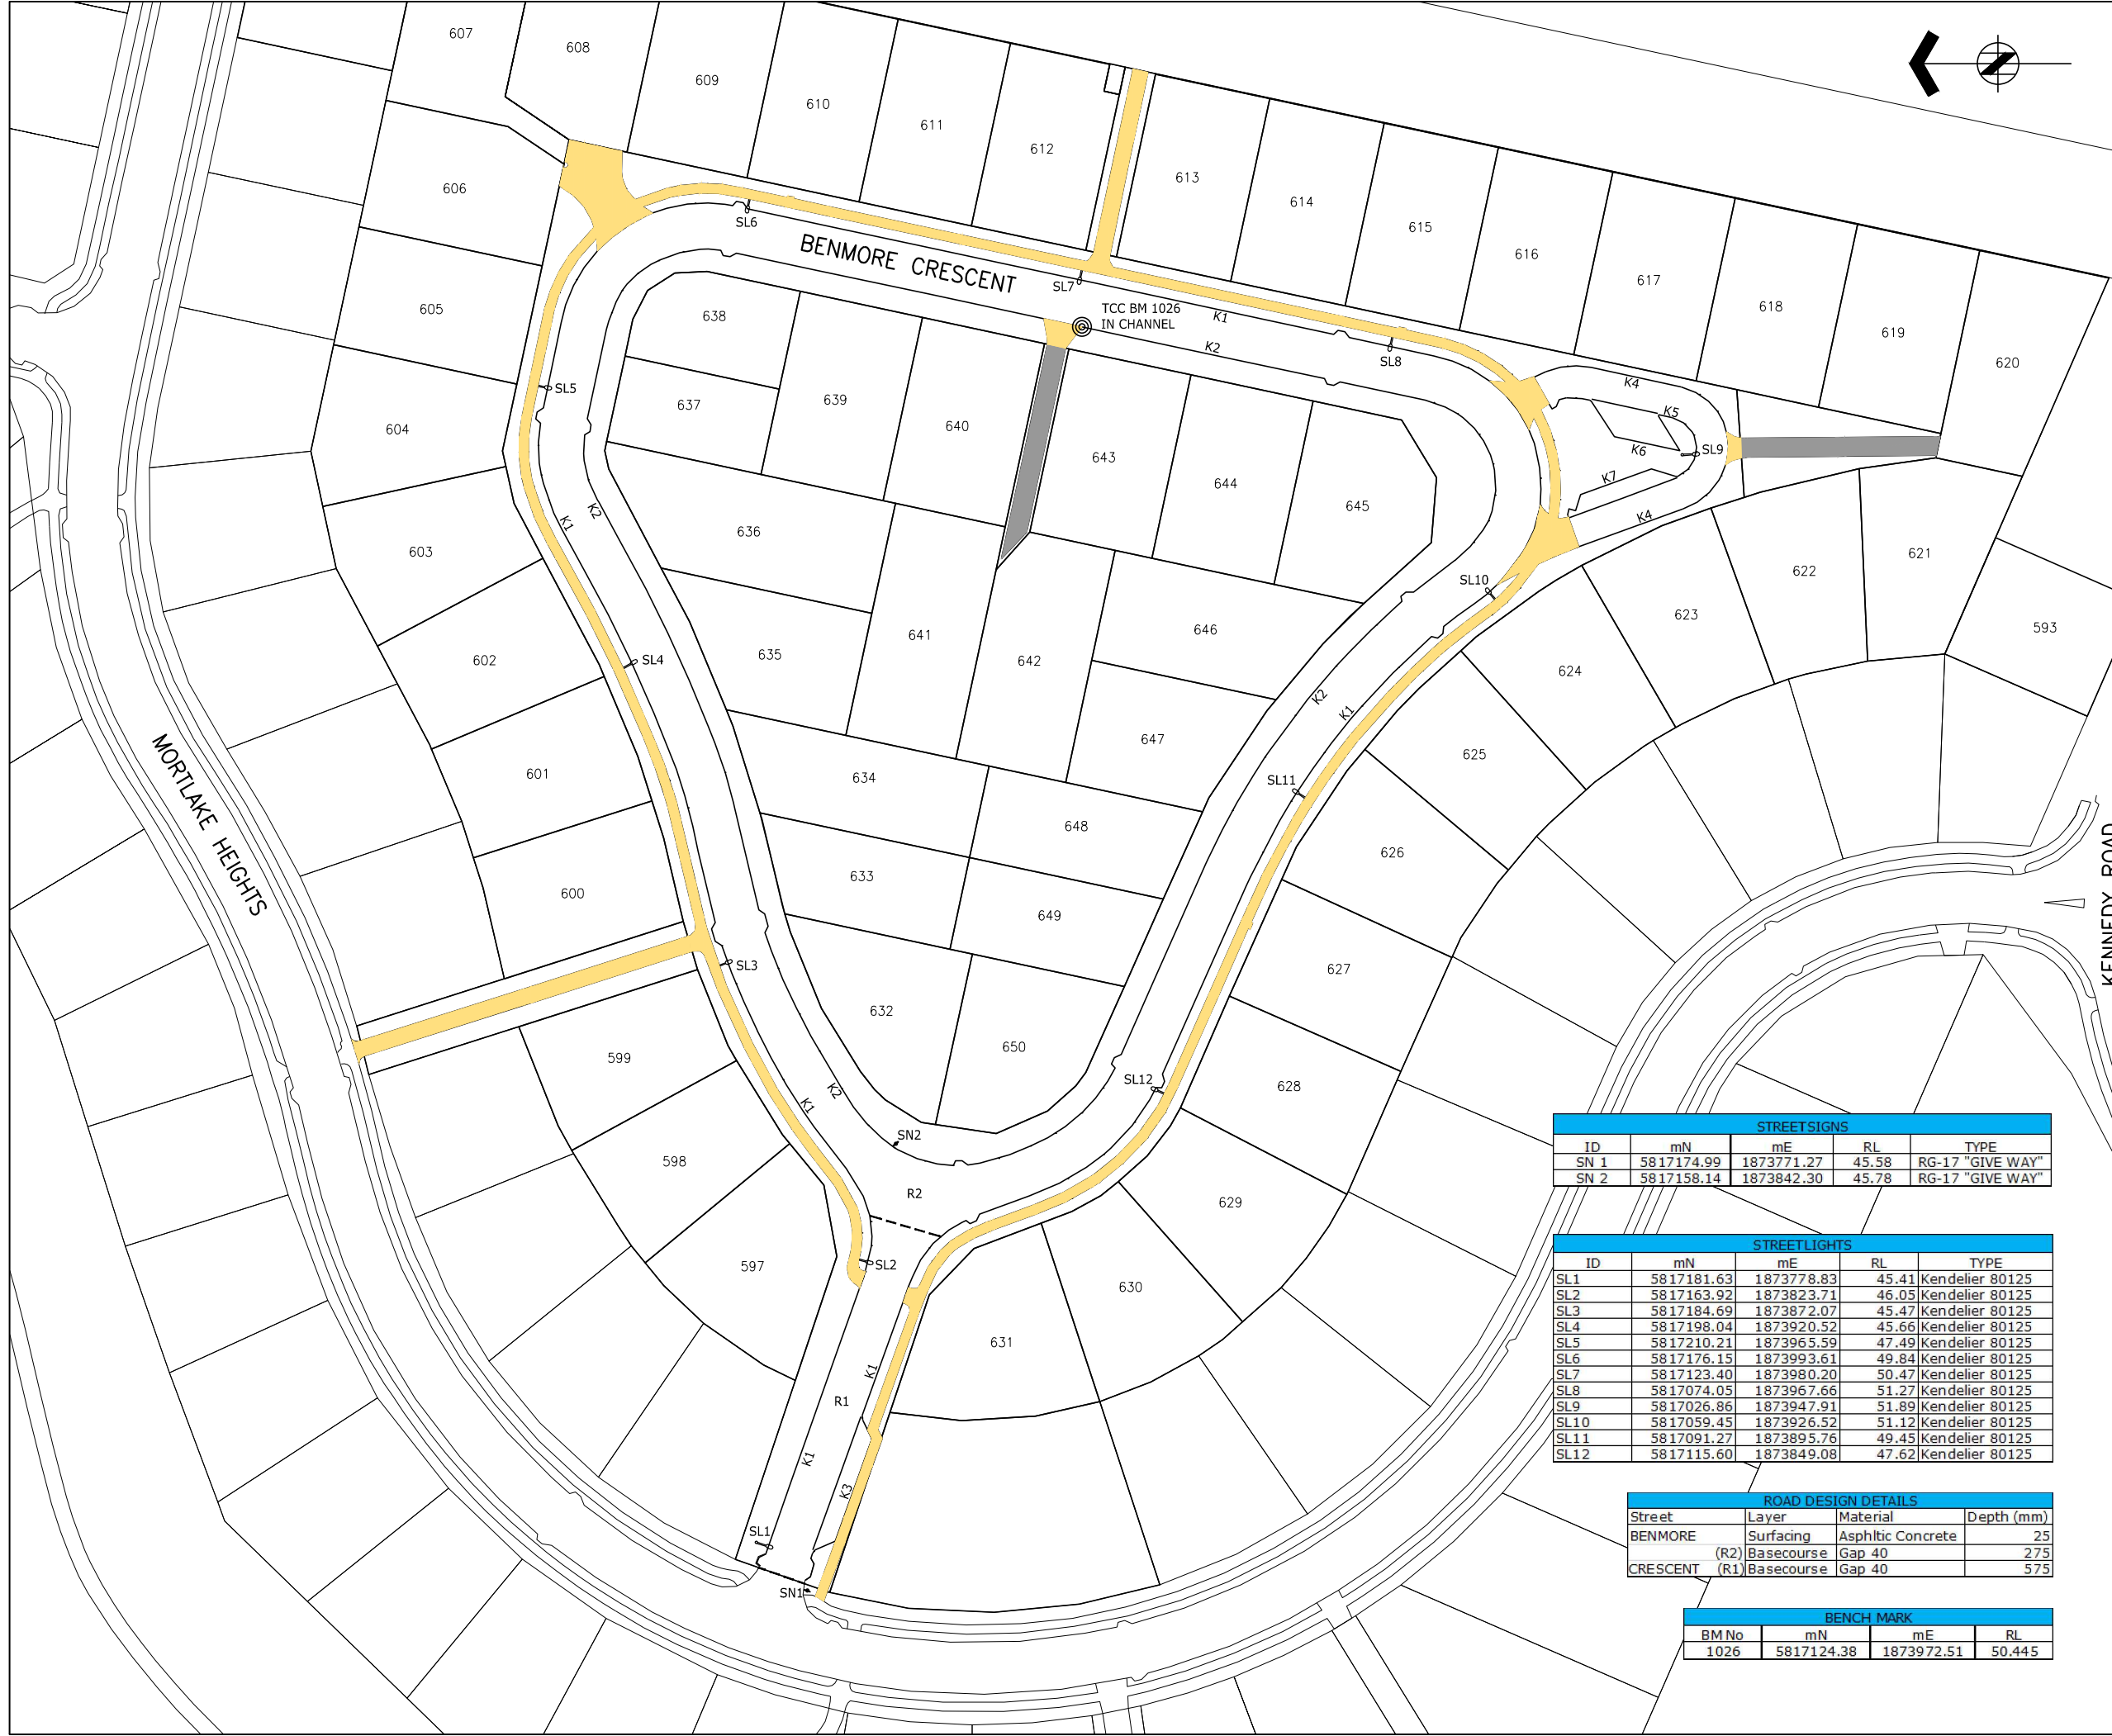 607
608
609
610
611
612
606
613
614
615
616
617
618
619
620
SL6
BENMORE CRESCENT
SL7
TCC BM 1026
IN CHANNEL
K1
K2
SL8
605
638
SL5
637
639
640
604
K4
K5
K6
SL9
K7
K4
643
644
645
K1
K2
636
603
SL10
621
622
623
593
641
646
602
SL4
635
642
624
K2
K1
647
625
MORTLAKE HEIGHTS
601
634
SL11
648
626
KENNEDY ROAD
600
633
649
SL3
627
632
650
599
K1
K2
SL12
628
SN2
598
R2
629
597
SL2
630
631
K1
R1
K1
K3
SL1
SN1
STREETSIGNS
ID mN mE RL TYPE
SN 1 5817174.99 1873771.27 45.58 RG-17 "GIVE WAY"
SN 2 5817158.14 1873842.30 45.78 RG-17 "GIVE WAY"
STREETLIGHTS
ID mN mE RL TYPE
SL1 5817181.63 1873778.83 45.41 Kendelier 80125
SL2 5817163.92 1873823.71 46.05 Kendelier 80125
SL3 5817184.69 1873872.07 45.47 Kendelier 80125
SL4 5817198.04 1873920.52 45.66 Kendelier 80125
SL5 5817210.21 1873965.59 47.49 Kendelier 80125
SL6 5817176.15 1873993.61 49.84 Kendelier 80125
SL7 5817123.40 1873980.20 50.47 Kendelier 80125
SL8 5817074.05 1873967.66 51.27 Kendelier 80125
SL9 5817026.86 1873947.91 51.89 Kendelier 80125
SL10 5817059.45 1873926.52 51.12 Kendelier 80125
SL11 5817091.27 1873895.76 49.45 Kendelier 80125
SL12 5817115.60 1873849.08 47.62 Kendelier 80125
ROAD DESIGN DETAILS
Street Layer Material Depth (mm)
BENMORE Surfacing Asphltic Concrete 25
(R2) Basecourse Gap 40 275
CRESCENT (R1) Basecourse Gap 40 575
BENCH MARK
BM No mN mE RL
1026 5817124.38 1873972.51 50.445